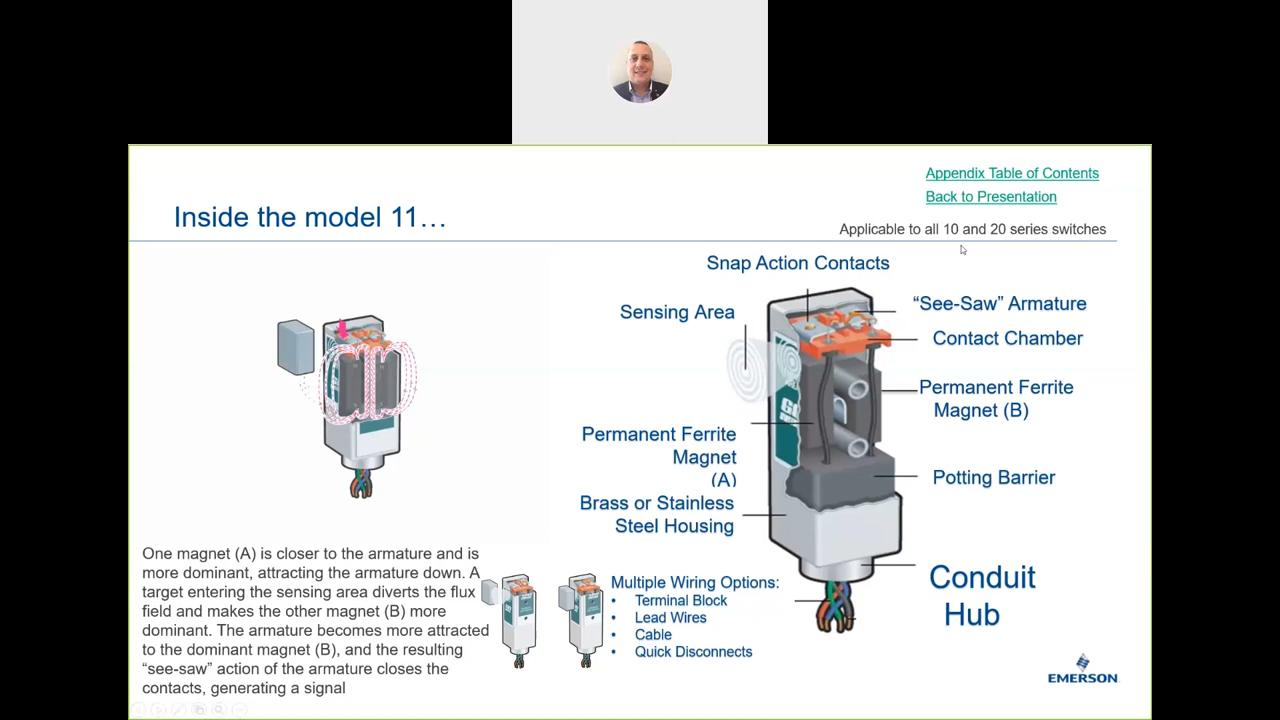 Appendix Table of Contents
Back to Presentation
Inside the model 11…
Applicable to all 10 and 20 series switches
Snap Action Contacts
Sensing Area
“See-Saw” Armature
Contact Chamber
Permanent Ferrite
Magnet (B)
Permanent Ferrite
Magnet
(A)
Potting Barrier
Brass or Stainless
Steel Housing
One magnet (A) is closer to the armature and is
more dominant, attracting the armature down. A
target entering the sensing area diverts the flux
field and makes the other magnet (B) more
dominant. The armature becomes more attracted
to the dominant magnet (B), and the resulting
“see-saw” action of the armature closes the
contacts, generating a signal
Multiple Wiring Options:
• Terminal Block
• Lead Wires
• Cable
• Quick Disconnects
Conduit
Hub
EMERSON